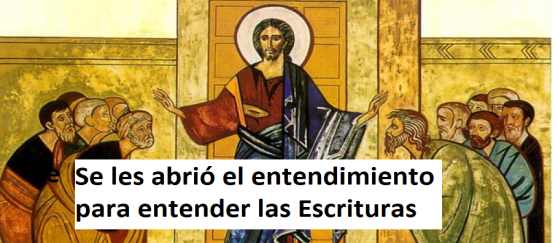 Se les abrió el entendimiento
para entender las Escrituras